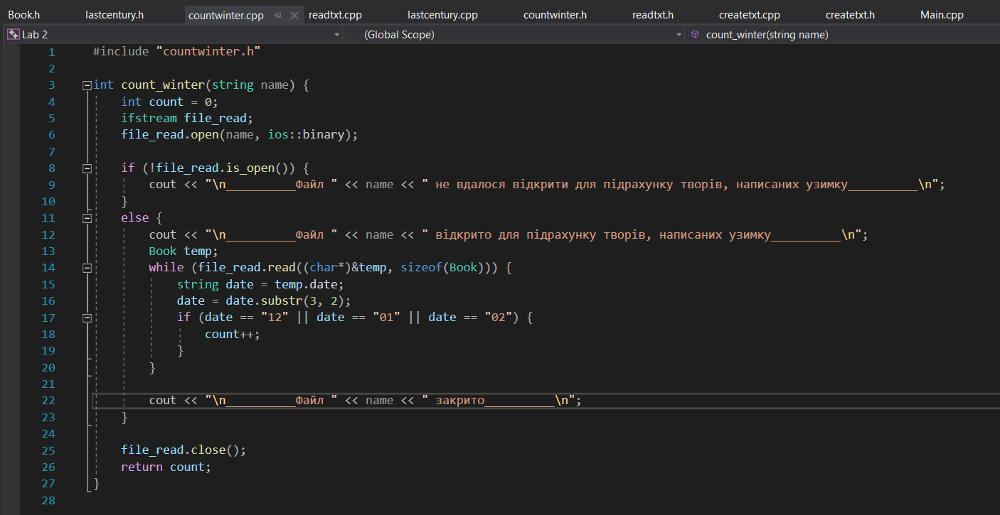 Book.h lastcentury.h countwinter.cpp readtxt.cpp lastcentury.cpp countwinter.h readtxt.h createtxt.cpp createtxt.h Main.cpp
Lab 2 (Global Scope) count_winter(string name)
1 #include "countwinter.h"
2
3 int count_winter(string name) {
4 int count = 0;
5 ifstream file_read;
6 file_read.open(name, ios::binary);
7
8 if (!file_read.is_open()) {
9 cout << "\n__________Файл " << name << " не вдалося відкрити для підрахунку творів, написаних узимку__________\n";
10 }
11 else {
12 cout << "\n__________Файл " << name << " відкрито для підрахунку творів, написаних узимку__________\n";
13 Book temp;
14 while (file_read.read((char*)&temp, sizeof(Book))) {
15 string date = temp.date;
16 date = date.substr(3, 2);
17 if (date == "12" || date == "01" || date == "02") {
18 count++;
19 }
20 }
21
22 cout << "\n__________Файл " << name << " закрито__________\n";
23 }
24
25 file_read.close();
26 return count;
27 }
28